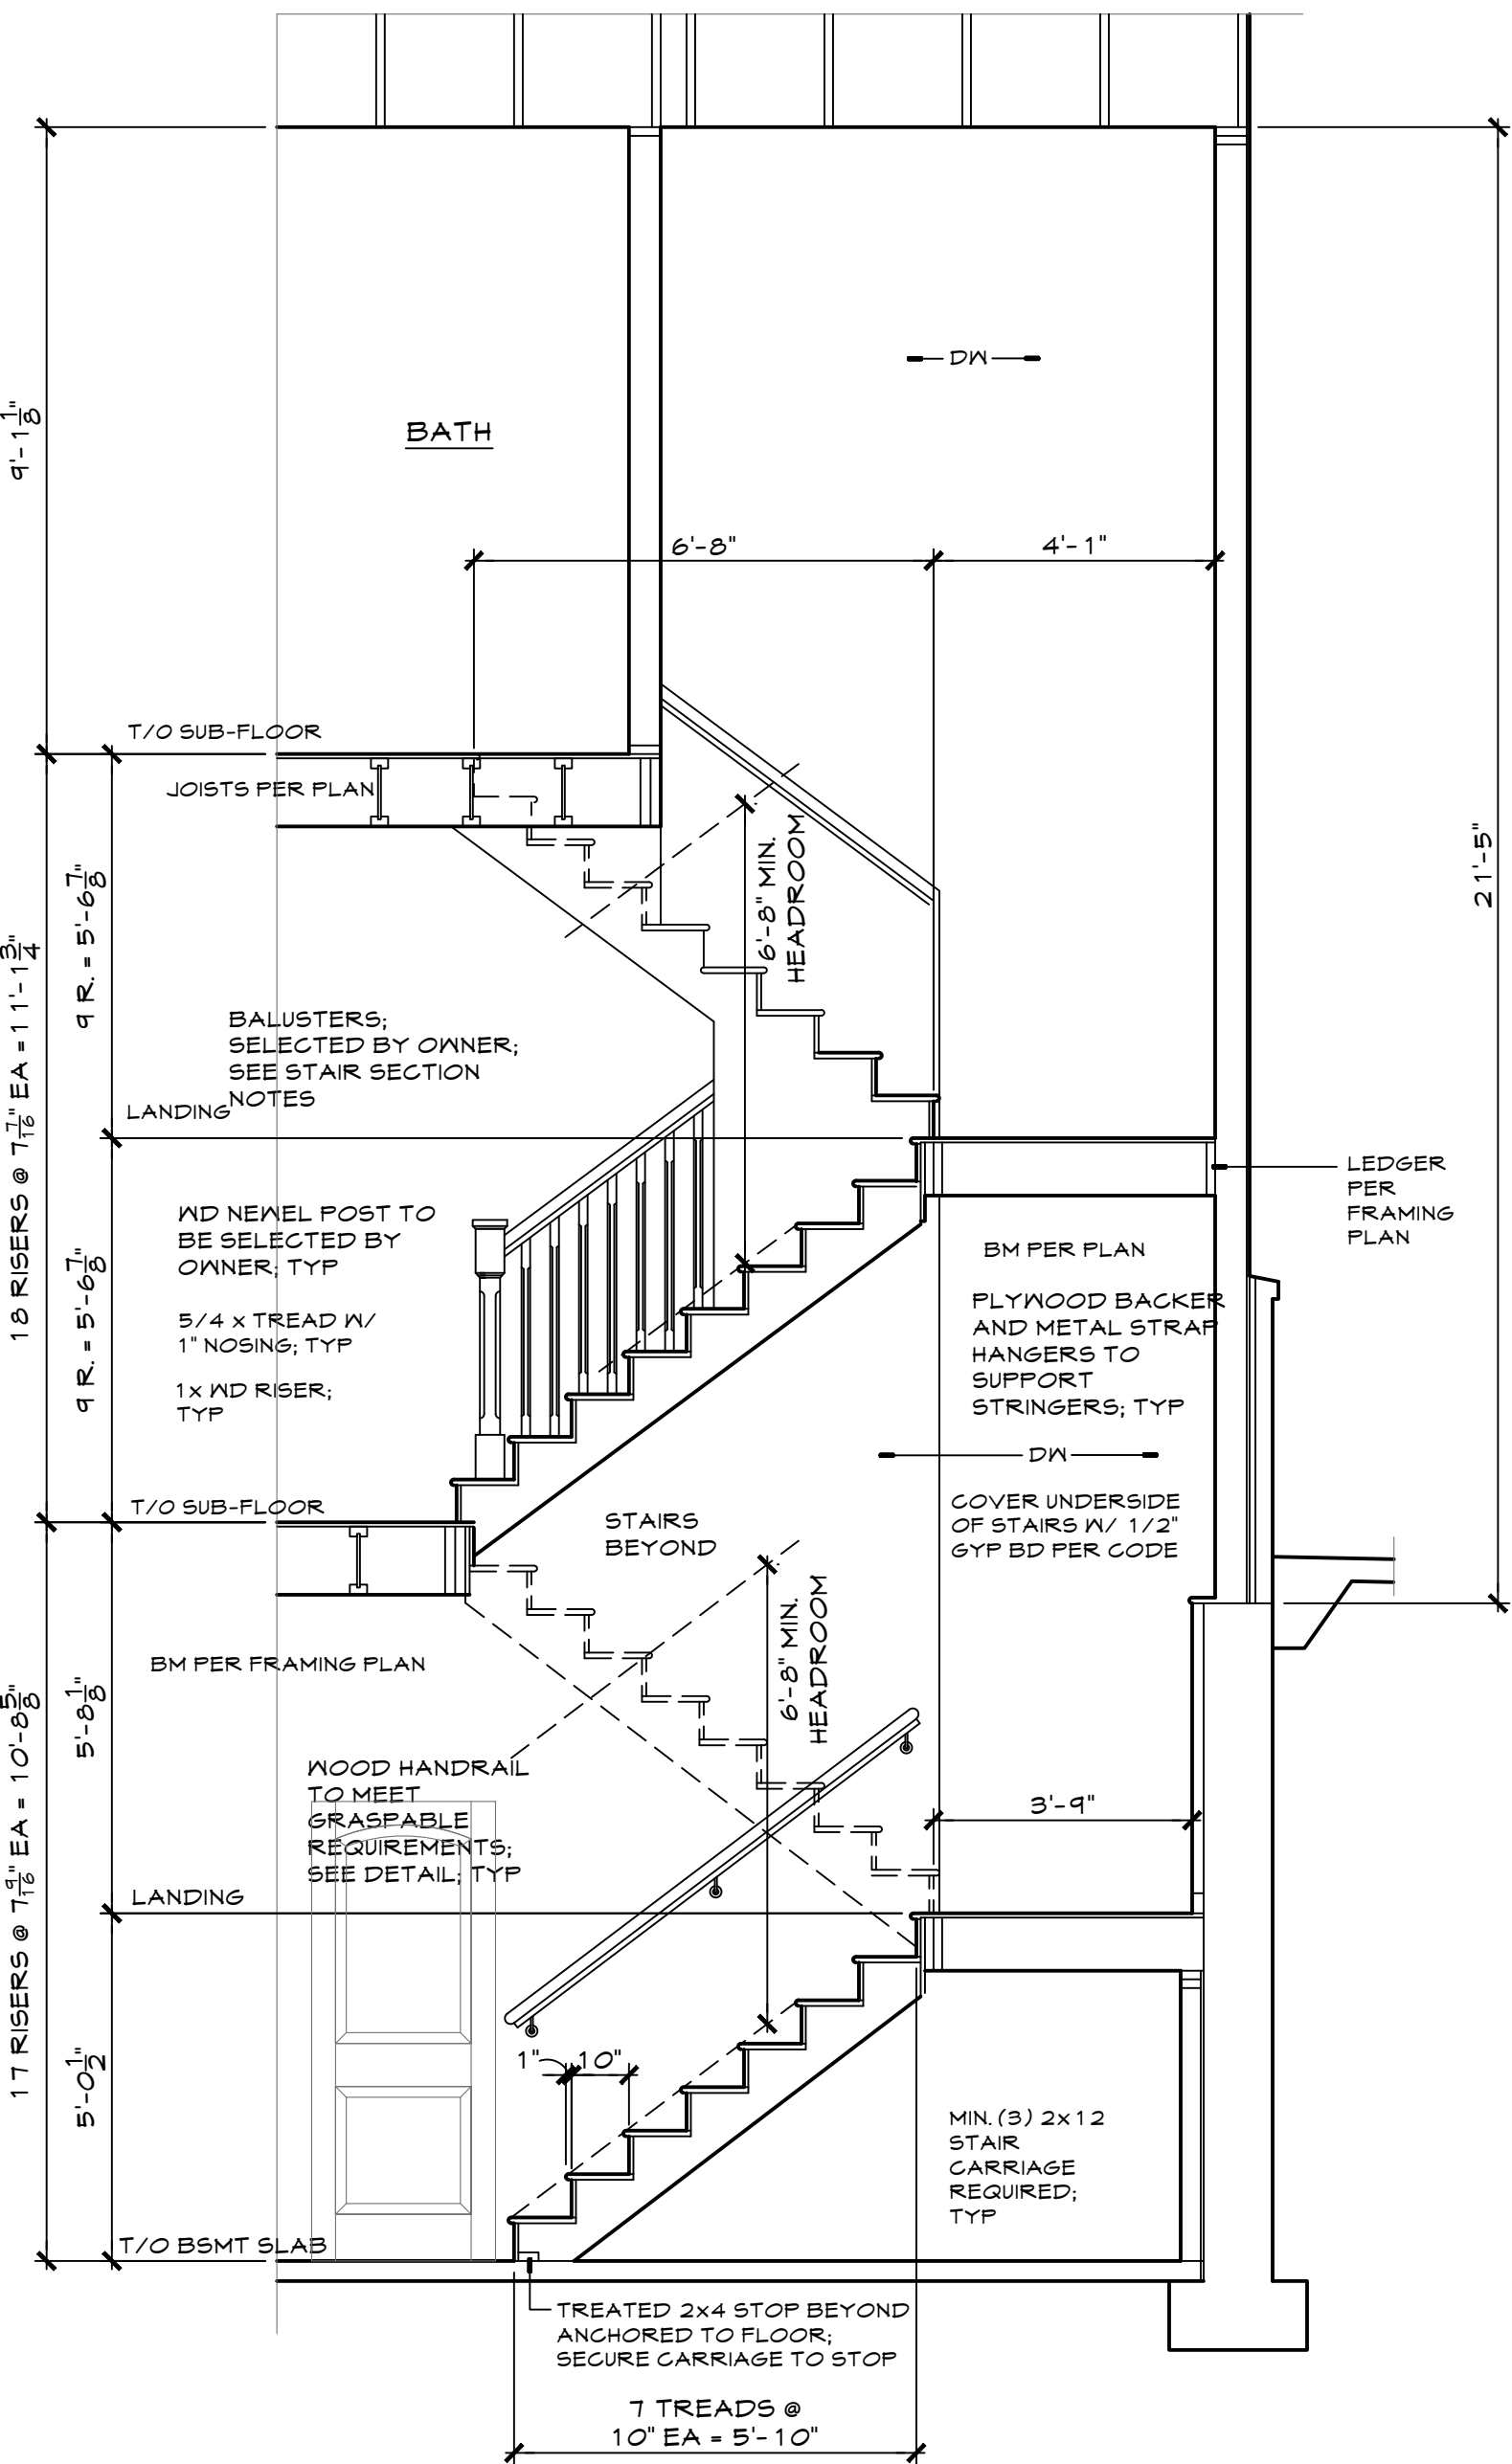 DW
BATH
9'-1 1/8"
6'-8"
4'-1"
T/O SUB-FLOOR
JOISTS PER PLAN
6'-8" MIN.
HEADROOM
21'-5"
9 R. = 5'-6 7/8"
18 RISERS @ 7 7/16" EA = 11'-1 3/4"
BALUSTERS;
SELECTED BY OWNER;
SEE STAIR SECTION
NOTES
LANDING
LEDGER
PER
FRAMING
PLAN
WD NEWEL POST TO
BE SELECTED BY
OWNER; TYP
5/4 x TREAD W/
1" NOSING; TYP
1x WD RISER;
TYP
9 R. = 5'-6 7/8"
BM PER PLAN
PLYWOOD BACKER
AND METAL STRAP
HANGERS TO
SUPPORT
STRINGERS; TYP
DW
COVER UNDERSIDE
OF STAIRS W/ 1/2"
GYP BD PER CODE
T/O SUB-FLOOR
STAIRS
BEYOND
6'-8" MIN.
HEADROOM
BM PER FRAMING PLAN
5'-8 1/8"
17 RISERS @ 7 9/16" EA = 10'-8 5/8"
WOOD HANDRAIL
TO MEET
GRASPABLE
REQUIREMENTS;
SEE DETAIL; TYP
3'-9"
LANDING
5'-0 1/2"
1"
10"
MIN. (3) 2x12
STAIR
CARRIAGE
REQUIRED;
TYP
T/O BSMT SLAB
TREATED 2x4 STOP BEYOND
ANCHORED TO FLOOR;
SECURE CARRIAGE TO STOP
7 TREADS @
10" EA = 5'-10"